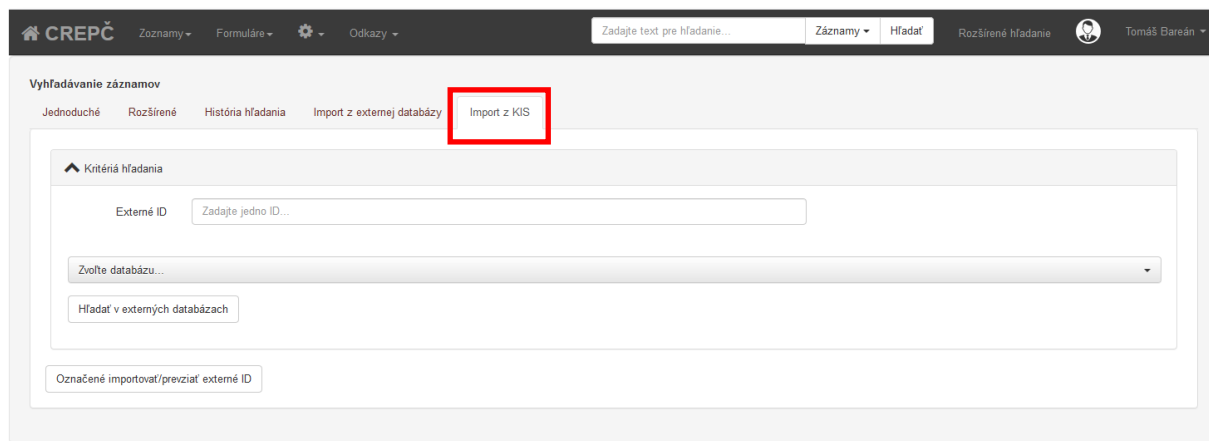 CREPČ Zoznamy Formuláre Odkazy Zadajte text pre hľadanie... Záznamy Hľadať Rozšírené hľadanie Tomáš Bareán
Vyhľadávanie záznamov
Jednoduché Rozšírené História hľadania Import z externej databázy Import z KIS
Kritériá hľadania
Externé ID Zadajte jedno ID...
Zvoľte databázu...
Hľadať v externých databázach
Označené importovať/prevziať externé ID